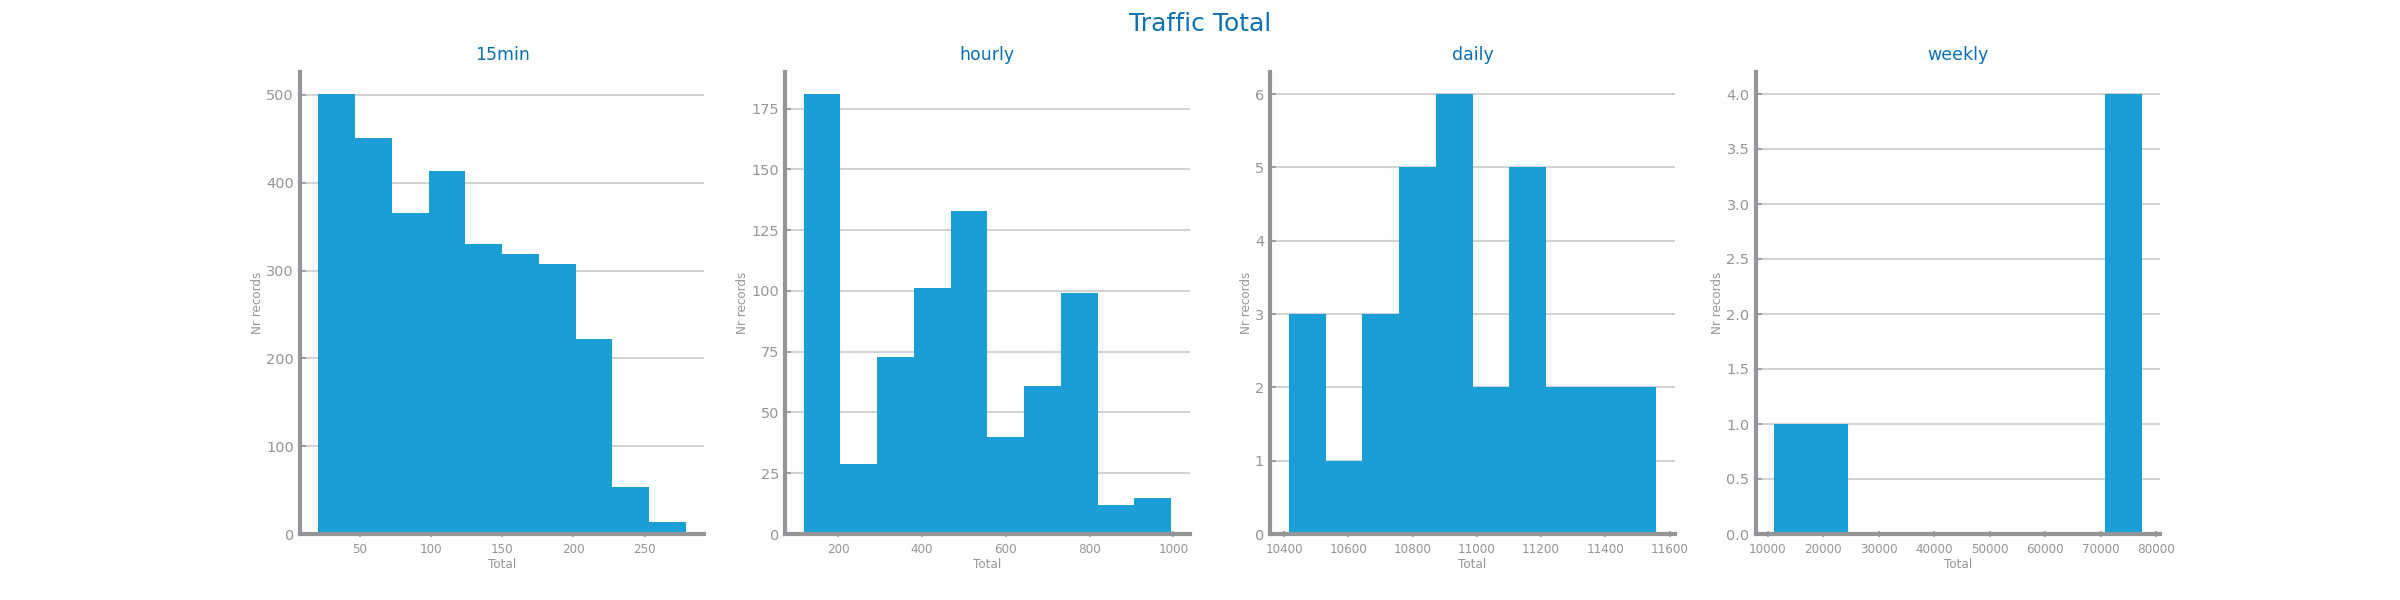 Traffic Total
15min
hourly
daily
weekly
Nr records
500
400
300
200
100
0
50 100 150 200 250
Total
Nr records
175
150
125
100
75
50
25
0
200 400 600 800 1000
Total
Nr records
6
5
4
3
2
1
0
10400 10600 10800 11000 11200 11400 11600
Total
Nr records
4.0
3.5
3.0
2.5
2.0
1.5
1.0
0.5
0.0
10000 20000 30000 40000 50000 60000 70000 80000
Total